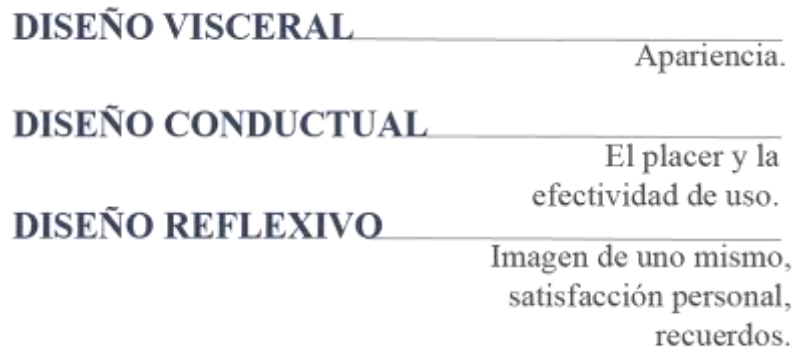 DISEÑO VISCERAL
Apariencia.
DISEÑO CONDUCTUAL
El placer y la
efectividad de uso.
DISEÑO REFLEXIVO
Imagen de uno mismo,
satisfacción personal,
recuerdos.